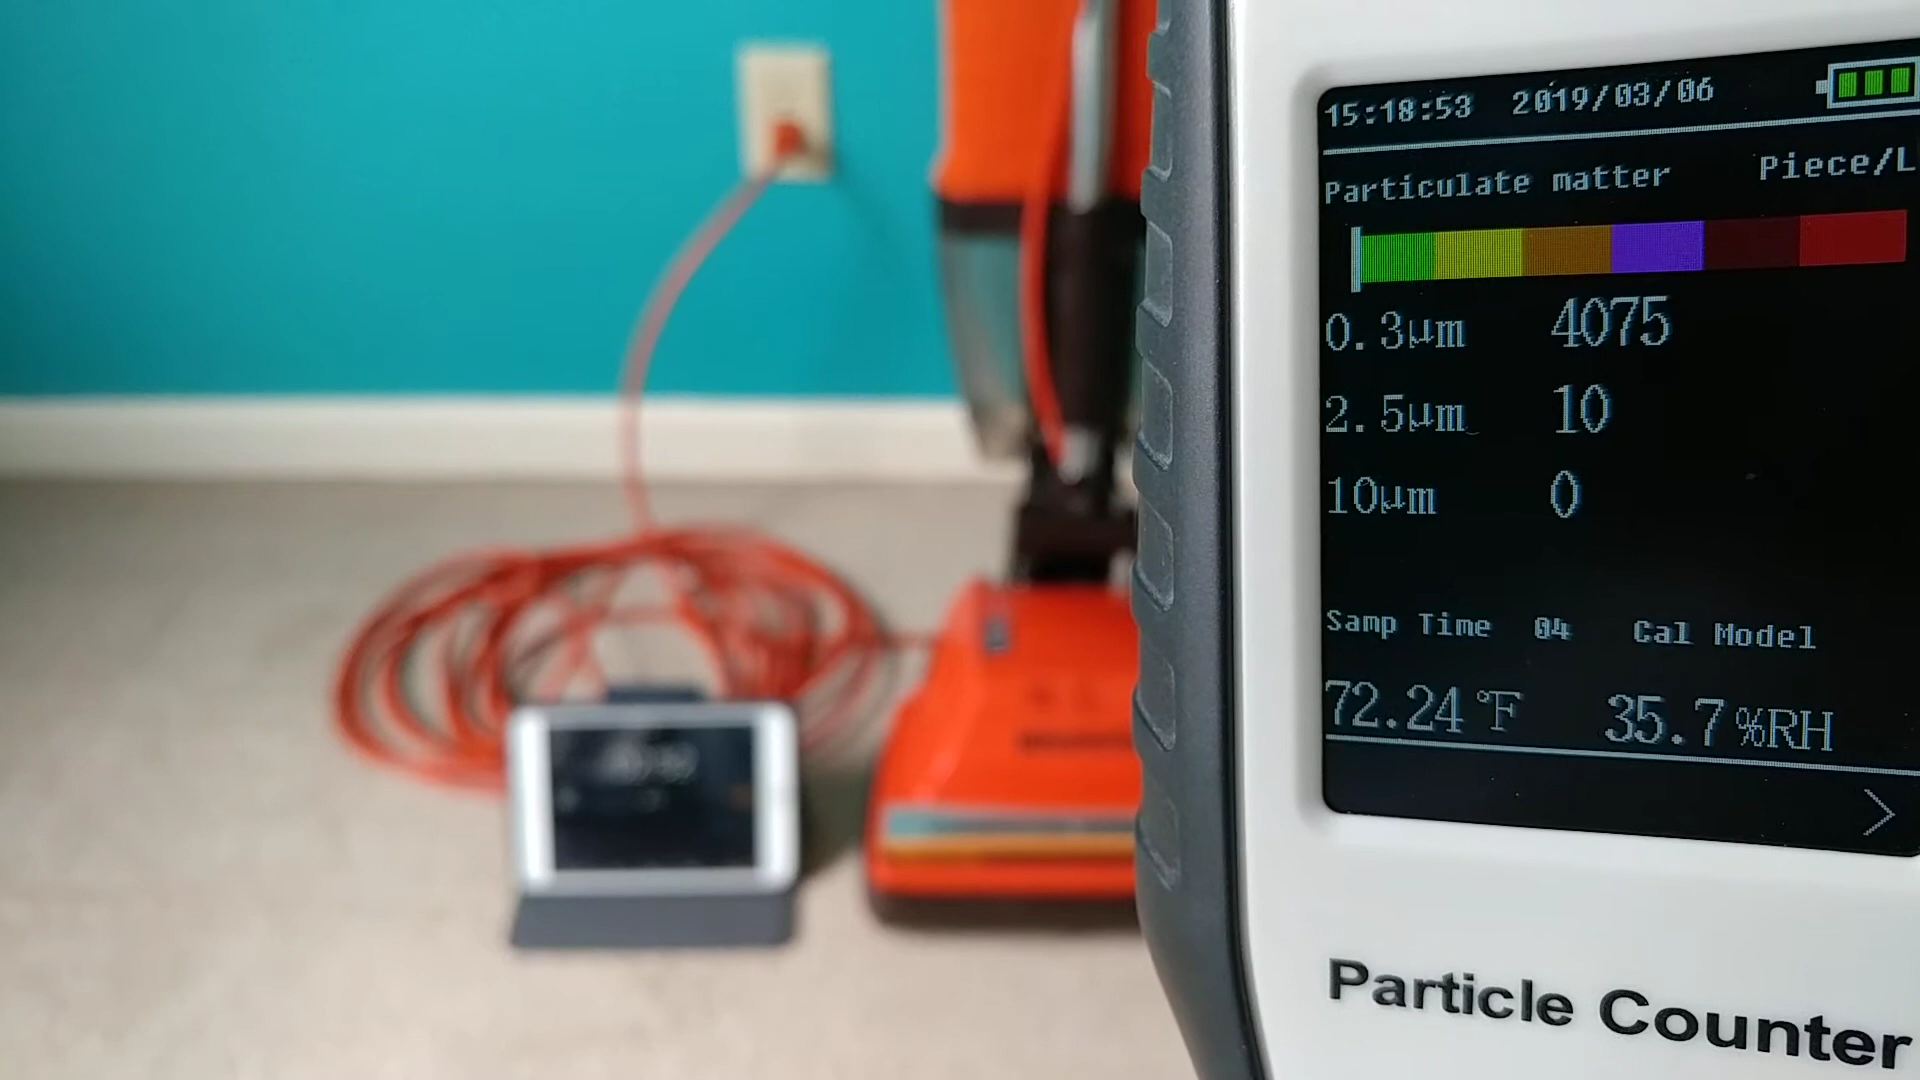 15:18:53 2019/03/06
Particulate matter Piece/L
0.3μm 4075
2.5μm 10
10μm 0
Samp Time 04 Cal Model
72.24°F 35.7%RH
>
Particle Counter